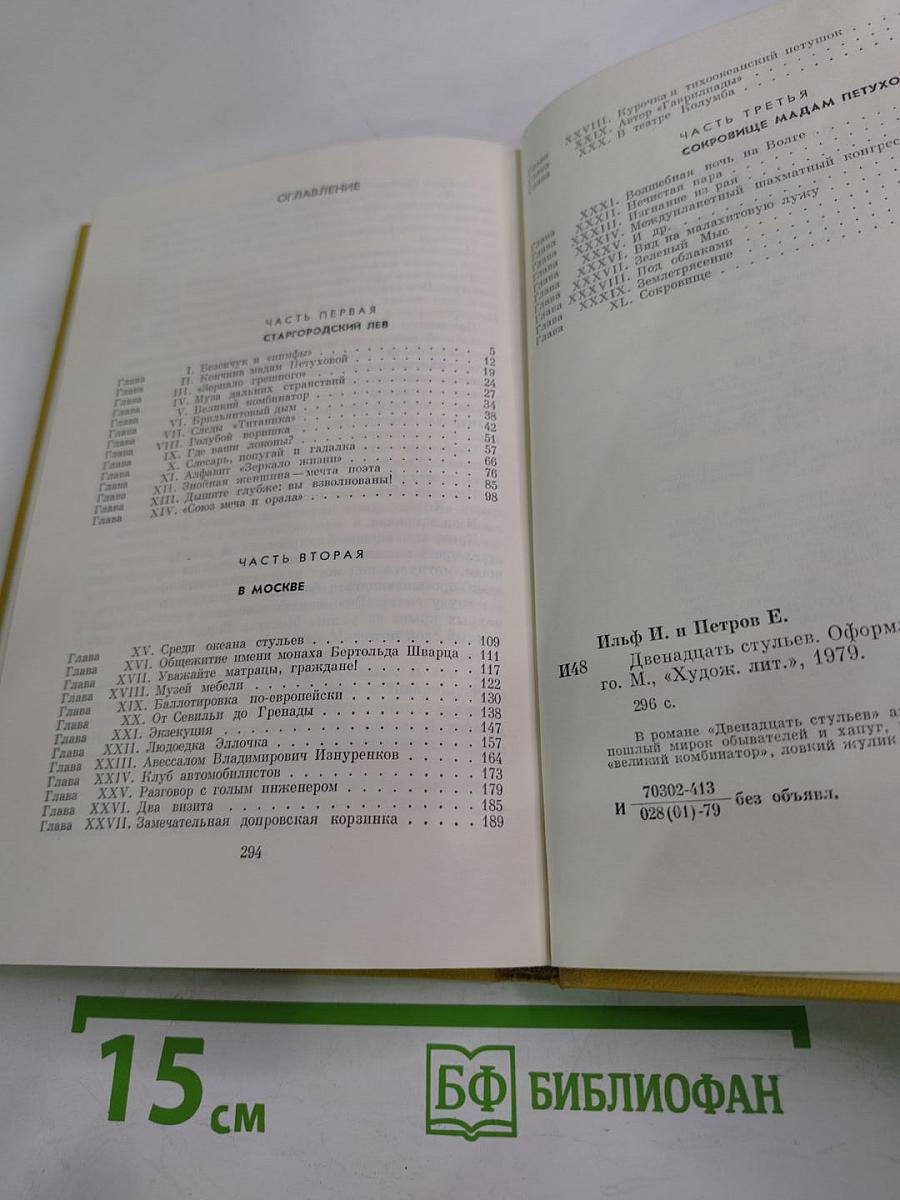 ОГЛАВЛЕНИЕ
ЧАСТЬ ПЕРВАЯ
СТАРГОРОДСКИЙ ЛЕВ
Глава I. Безенчук и «нимфы» . . . 5
Глава II. Кончина мадам Петуховой . . . 12
Глава III. «Зерцало грешного» . . . 19
Глава IV. Муза дальних странствий . . . 24
Глава V. Великий комбинатор . . . 27
Глава VI. Бриллиантовый дым . . . 34
Глава VII. Следы «Титаника» . . . 38
Глава VIII. Голубой воришка . . . 42
Глава IX. Где ваши локоны? . . . 51
Глава X. Слесарь, попугай и гадалка . . . 57
Глава XI. Алфавит «Зеркало жизни» . . . 66
Глава XII. Знойная женщина — мечта поэта . . . 76
Глава XIII. Дышите глубже: вы взволнованы! . . . 85
Глава XIV. «Союз меча и орала» . . . 98
ЧАСТЬ ВТОРАЯ
В МОСКВЕ
Глава XV. Среди океана стульев . . . 109
Глава XVI. Общежитие имени монаха Бертольда Шварца . 111
Глава XVII. Уважайте матрацы, граждане! . . . 117
Глава XVIII. Музей мебели . . . 122
Глава XIX. Баллотировка по-европейски . . . 130
Глава XX. От Севильи до Гренады . . . 138
Глава XXI. Экзекуция . . . 147
Глава XXII. Людоедка Эллочка . . . 157
Глава XXIII. Авессалом Владимирович Изнуренков . . . 164
Глава XXIV. Клуб автомобилистов . . . 173
Глава XXV. Разговор с голым инженером . . . 179
Глава XXVI. Два визита . . . 185
Глава XXVII. Замечательная допровская корзинка . . . 189
294
Глава XXVIII. Курочка и тихоокеанский петушок . . .
Глава XXIX. Автор «Гаврилиады» . . .
Глава XXX. В театре Колумба . . .
ЧАСТЬ ТРЕТЬЯ
СОКРОВИЩЕ МАДАМ ПЕТУХО
Глава XXXI. Волшебная ночь на Волге . . .
Глава XXXII. Нечистая пара . . .
Глава XXXIII. Изгнание из рая . . .
Глава XXXIV. Междупланетный шахматный конгрес
Глава XXXV. И др. . . .
Глава XXXVI. Вид на малахитовую лужу . . .
Глава XXXVII. Зеленый Мыс . . .
Глава XXXVIII. Под облаками . . .
Глава XXXIX. Землетрясение . . .
Глава XL. Сокровище . . .
Ильф И. и Петров Е.
И48 Двенадцать стульев. Оформл
го. М., «Худож. лит.», 1979.
296 с.
В романе «Двенадцать стульев» а
пошлый мирок обывателей и хапуг,
«великий комбинатор», ловкий жулик
И 70302-413
028(01)-79 без объявл.
15 см
БФ БИБЛИОФАН